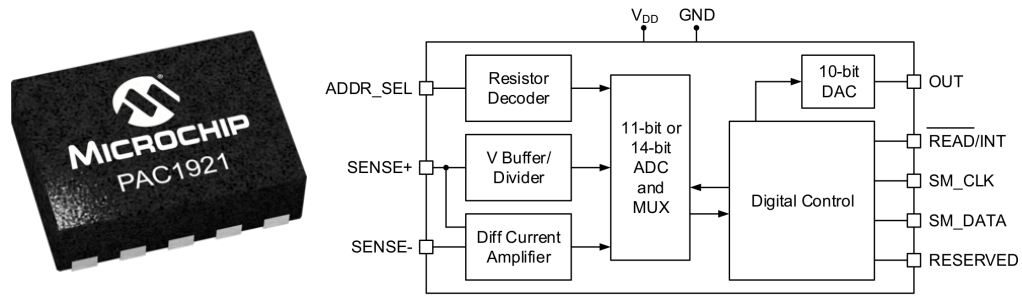 MICROCHIP
PAC1921
VDD
GND
ADDR_SEL
Resistor
Decoder
10-bit
DAC
OUT
11-bit or
14-bit
ADC
and
MUX
SENSE+
V Buffer/
Divider
SENSE-
Diff Current
Amplifier
Digital Control
READ/INT
SM_CLK
SM_DATA
RESERVED